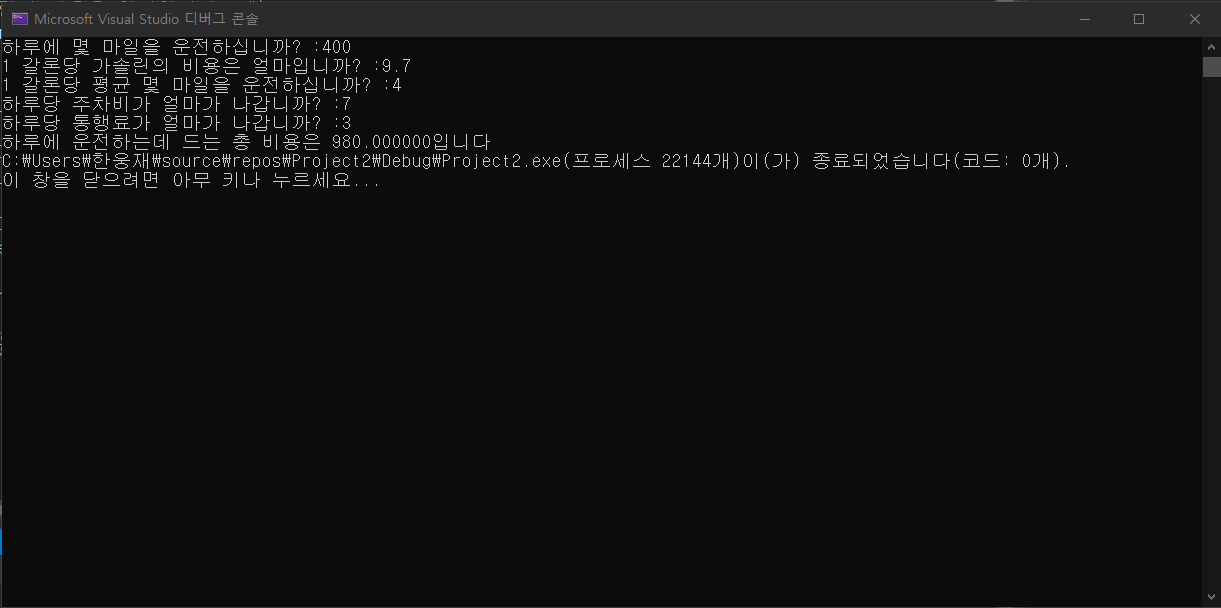 Microsoft Visual Studio 디버그 콘솔
하루에 몇 마일을 운전하십니까? :400
1 갈론당 가솔린의 비용은 얼마입니까? :9.7
1 갈론당 평균 몇 마일을 운전하십니까? :4
하루당 주차비가 얼마가 나갑니까? :7
하루당 통행료가 얼마가 나갑니까? :3
하루에 운전하는데 드는 총 비용은 980.000000입니다
C:₩Users₩한웅재₩source₩repos₩Project2₩Debug₩Project2.exe(프로세스 22144개)이(가) 종료되었습니다(코드: 0개).
이 창을 닫으려면 아무 키나 누르세요...